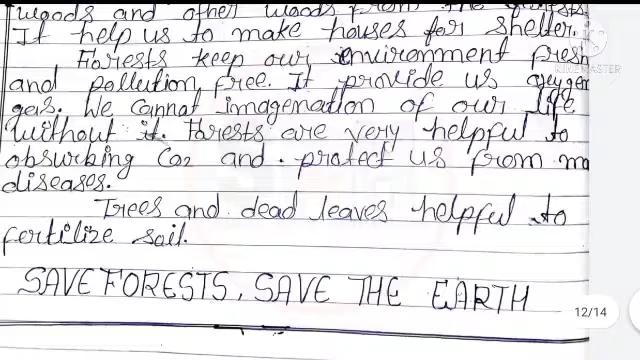 woods and other woods from the forests
It help us to make houses for shelter.
Forests keep our environment fresh
and pollution free. It provide us oxygen
gas. We cannot imagenation of our life
without it. Forests are very helpful to
obsurbing Co2 and protect us from ma
diseases.
Trees and dead leaves helpful to
fertilize soil.
SAVE FORESTS, SAVE THE EARTH
KINEMASTER
12/14